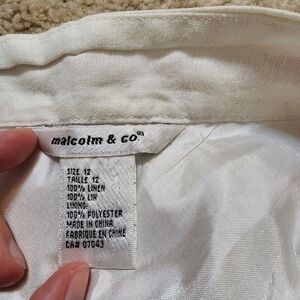 malcolm & co.
SIZE 12
TAILLE 12
100% LINEN
100% LIN
LINING:
100% POLYESTER
MADE IN CHINA
FABRIQUE EN CHINE
CA# 07043